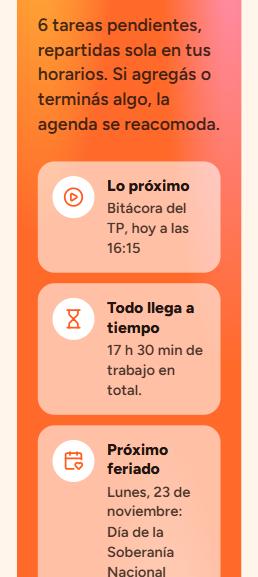 6 tareas pendientes,
repartidas sola en tus
horarios. Si agregás o
terminás algo, la
agenda se reacomoda.
Lo próximo
Bitácora del
TP, hoy a las
16:15
Todo llega a
tiempo
17 h 30 min de
trabajo en
total.
Próximo
feriado
Lunes, 23 de
noviembre:
Día de la
Soberanía
Nacional